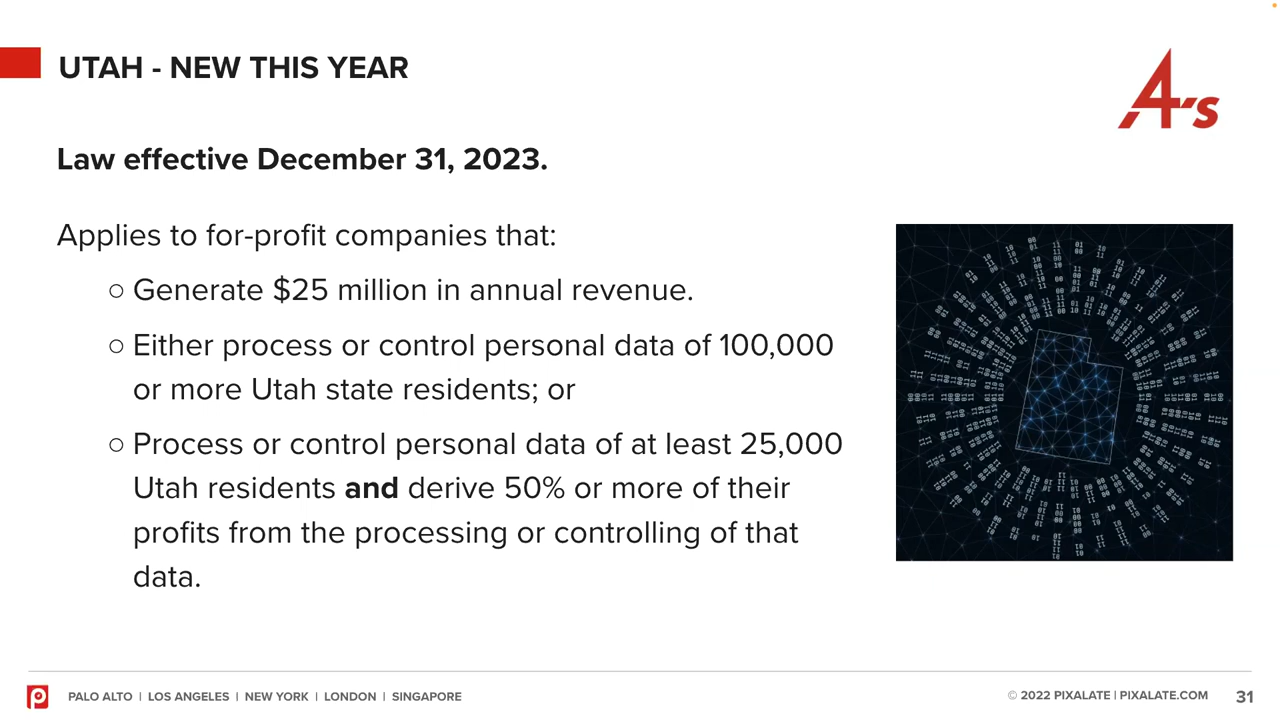 UTAH - NEW THIS YEAR
4A's
Law effective December 31, 2023.
Applies to for-profit companies that:
○ Generate $25 million in annual revenue.
○ Either process or control personal data of 100,000
or more Utah state residents; or
○ Process or control personal data of at least 25,000
Utah residents and derive 50% or more of their
profits from the processing or controlling of that
data.
PALO ALTO | LOS ANGELES | NEW YORK | LONDON | SINGAPORE
© 2022 PIXALATE | PIXALATE.COM 31